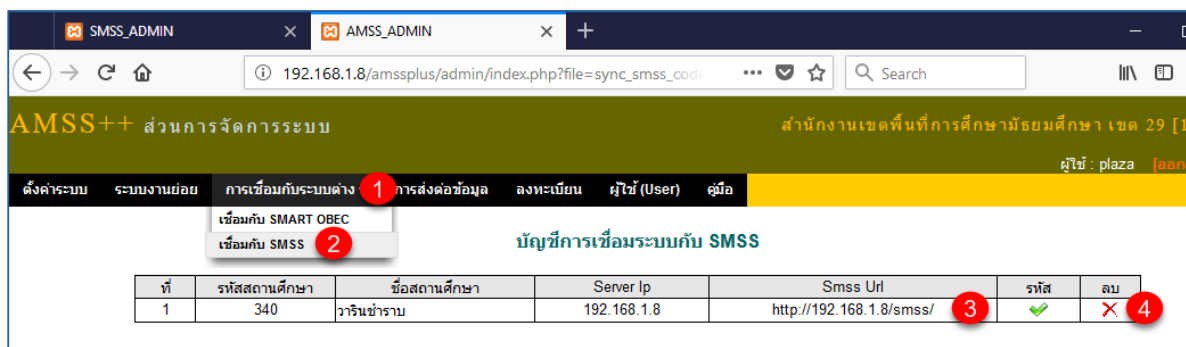 SMSS_ADMIN
AMSS_ADMIN
192.168.1.8/amssplus/admin/index.php?file=sync_smss_cod
Search
AMSS++ ส่วนการจัดการระบบ
สำนักงานเขตพื้นที่การศึกษามัธยมศึกษา เขต 29 [1
ผู้ใช้ : plaza [ออก
ตั้งค่าระบบ ระบบงานย่อย การเชื่อมกับระบบต่าง 1 การส่งต่อข้อมูล ลงทะเบียน ผู้ใช้ (User) คู่มือ
เชื่อมกับ SMART OBEC
เชื่อมกับ SMSS 2
บัญชีการเชื่อมระบบกับ SMSS
ที่ รหัสถานศึกษา ชื่อสถานศึกษา Server Ip Smss Url รหัส ลบ
1 340 วารินชำราบ 192.168.1.8 http://192.168.1.8/smss/ 3 4